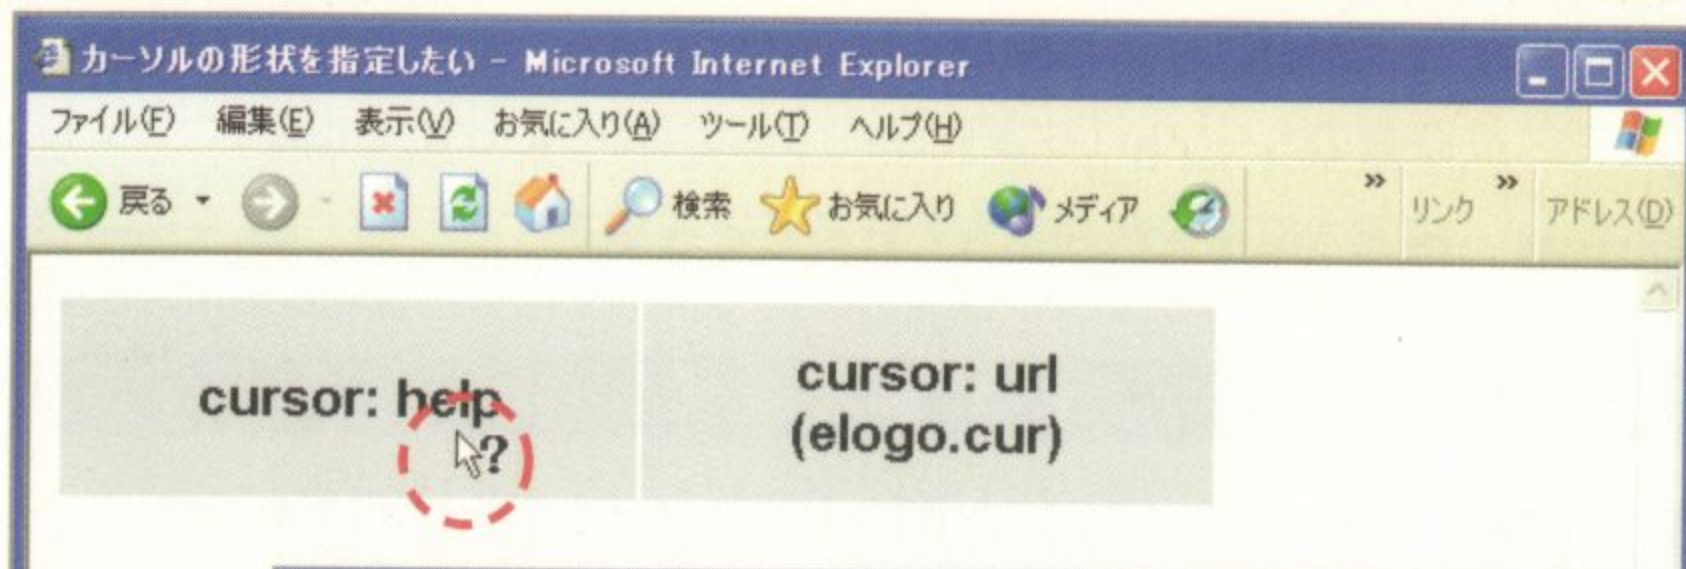 カーソルの形状を指定したい - Microsoft Internet Explorer
ファイル(F) 編集(E) 表示(V) お気に入り(A) ツール(T) ヘルプ(H)
戻る 検索 お気に入り メディア » リンク » アドレス(D)
cursor: help
?
cursor: url
(elogo.cur)